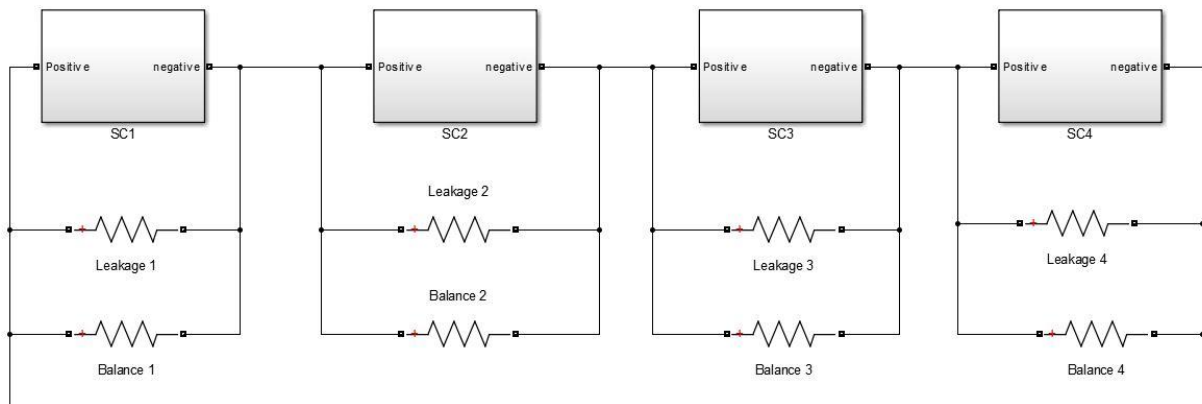 Positive negative
SC1
Positive negative
SC2
Positive negative
SC3
Positive negative
SC4
Leakage 1
Balance 1
Leakage 2
Balance 2
Leakage 3
Balance 3
Leakage 4
Balance 4